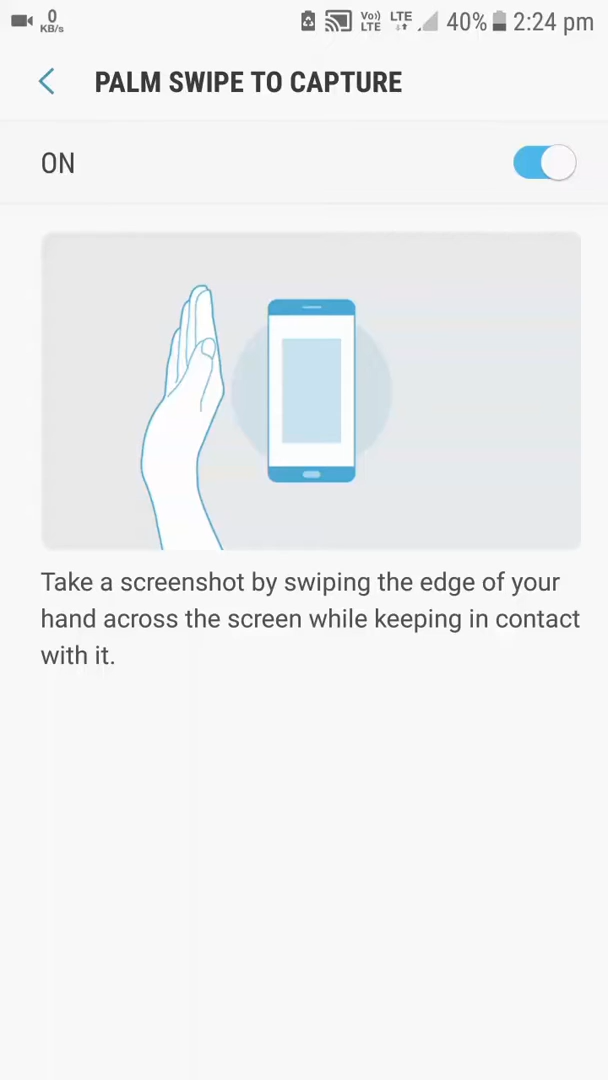 0
KB/s
Vo))
LTE
LTE
40%
2:24 pm
PALM SWIPE TO CAPTURE
ON
Take a screenshot by swiping the edge of your
hand across the screen while keeping in contact
with it.